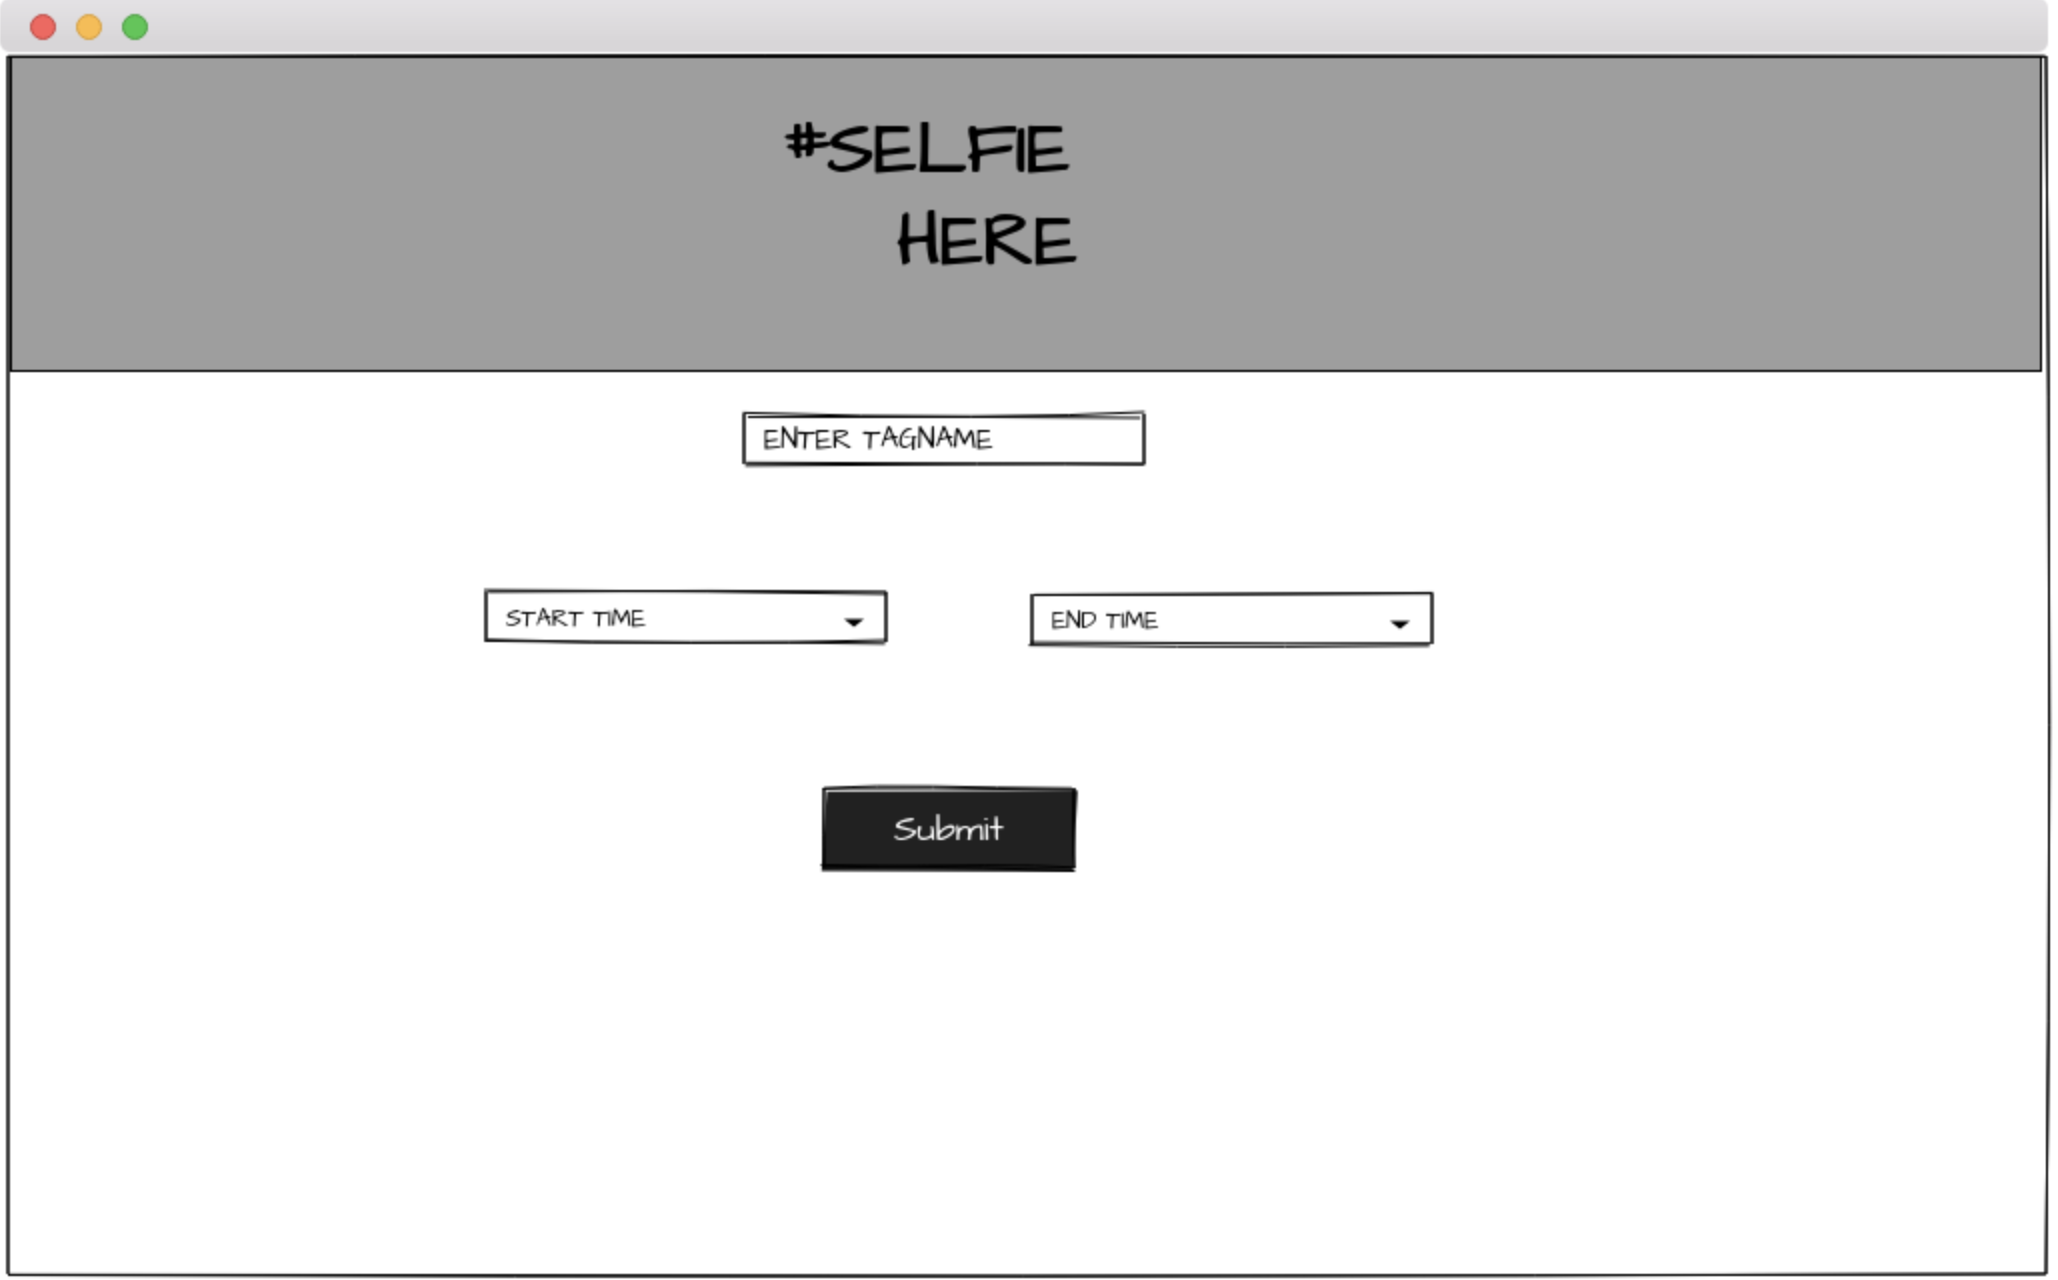 #SELFIE
HERE
ENTER TAGNAME
START TIME
END TIME
Submit